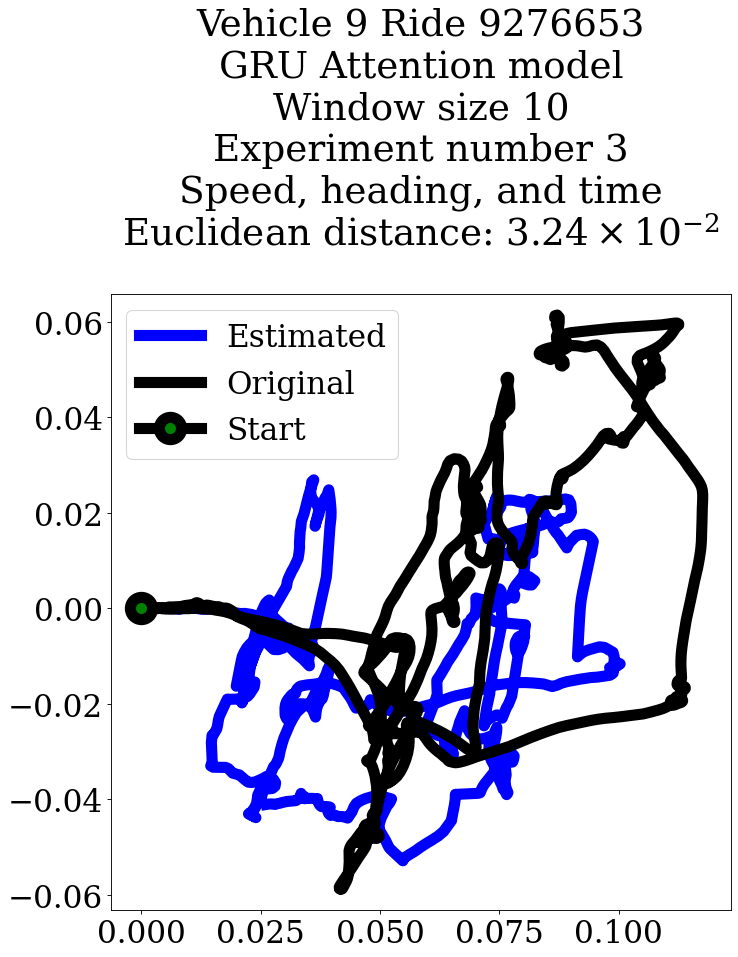 Vehicle 9 Ride 9276653
GRU Attention model
Window size 10
Experiment number 3
Speed, heading, and time
Euclidean distance: 3.24 × 10⁻²
Estimated
Original
Start
0.06
0.04
0.02
0.00
−0.02
−0.04
−0.06
0.000 0.025 0.050 0.075 0.100